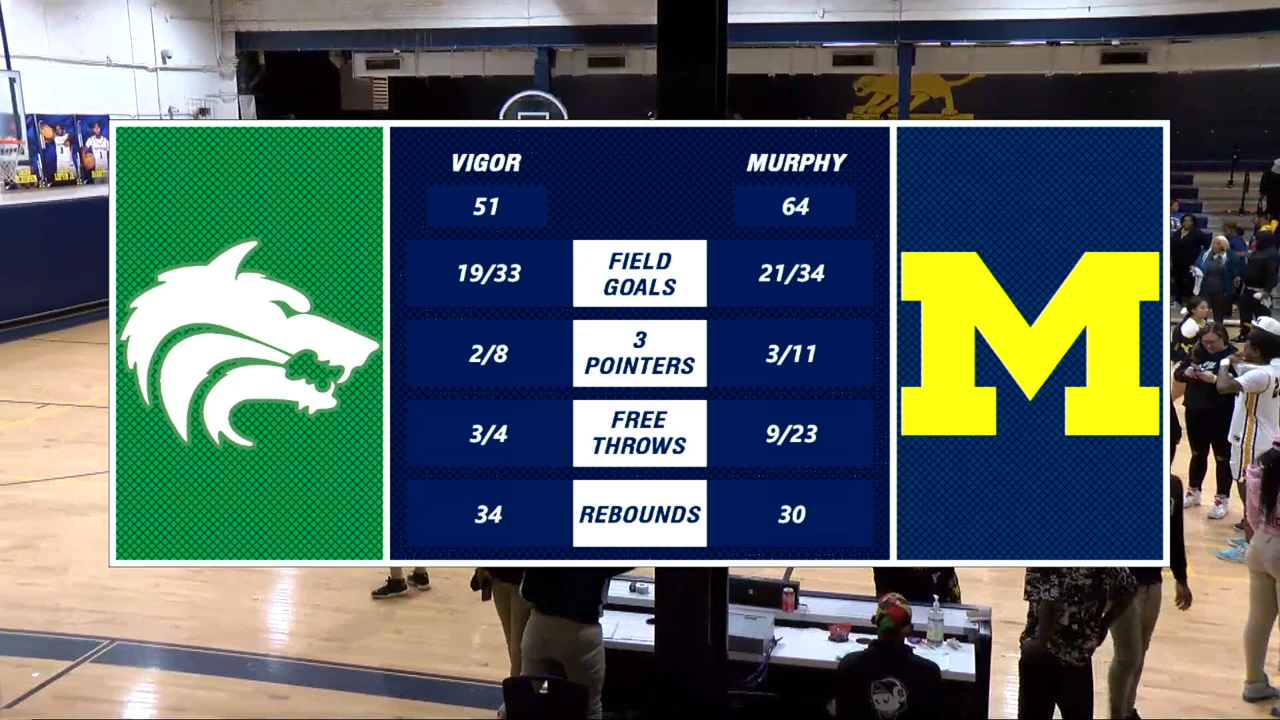 VIGOR
MURPHY
51
64
19/33
FIELD
GOALS
21/34
2/8
3
POINTERS
3/11
3/4
FREE
THROWS
9/23
34
REBOUNDS
30
M